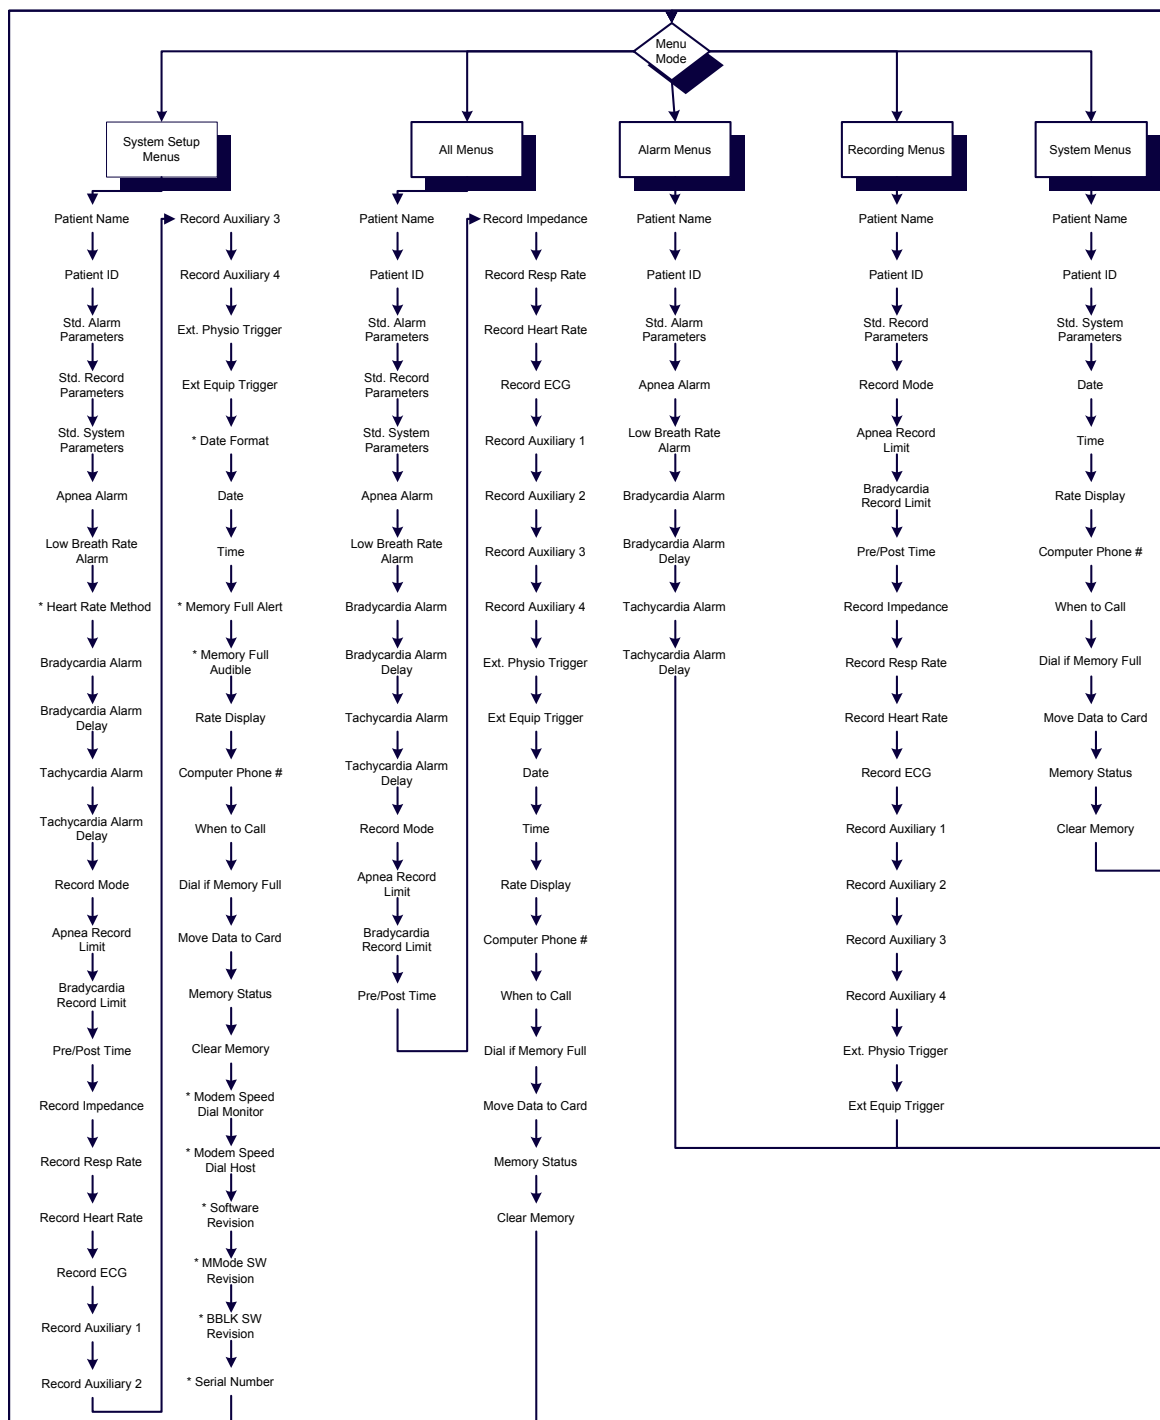 Menu
Mode
System Setup
Menus
All Menus
Alarm Menus
Recording Menus
System Menus
Patient Name
Patient ID
Std. Alarm
Parameters
Std. Record
Parameters
Std. System
Parameters
Apnea Alarm
Low Breath Rate
Alarm
* Heart Rate Method
Bradycardia Alarm
Bradycardia Alarm
Delay
Tachycardia Alarm
Tachycardia Alarm
Delay
Record Mode
Apnea Record
Limit
Bradycardia
Record Limit
Pre/Post Time
Record Impedance
Record Resp Rate
Record Heart Rate
Record ECG
Record Auxiliary 1
Record Auxiliary 2
Record Auxiliary 3
Record Auxiliary 4
Ext. Physio Trigger
Ext Equip Trigger
* Date Format
Date
Time
* Memory Full Alert
* Memory Full
Audible
Rate Display
Computer Phone #
When to Call
Dial if Memory Full
Move Data to Card
Memory Status
Clear Memory
* Modem Speed
Dial Monitor
* Modem Speed
Dial Host
* Software
Revision
* MMode SW
Revision
* BBLK SW
Revision
* Serial Number
Patient Name
Patient ID
Std. Alarm
Parameters
Std. Record
Parameters
Std. System
Parameters
Apnea Alarm
Low Breath Rate
Alarm
Bradycardia Alarm
Bradycardia Alarm
Delay
Tachycardia Alarm
Tachycardia Alarm
Delay
Record Mode
Apnea Record
Limit
Bradycardia
Record Limit
Pre/Post Time
Record Impedance
Record Resp Rate
Record Heart Rate
Record ECG
Record Auxiliary 1
Record Auxiliary 2
Record Auxiliary 3
Record Auxiliary 4
Ext. Physio Trigger
Ext Equip Trigger
Date
Time
Rate Display
Computer Phone #
When to Call
Dial if Memory Full
Move Data to Card
Memory Status
Clear Memory
Patient Name
Patient ID
Std. Alarm
Parameters
Apnea Alarm
Low Breath Rate
Alarm
Bradycardia Alarm
Bradycardia Alarm
Delay
Tachycardia Alarm
Tachycardia Alarm
Delay
Patient Name
Patient ID
Std. Record
Parameters
Record Mode
Apnea Record
Limit
Bradycardia
Record Limit
Pre/Post Time
Record Impedance
Record Resp Rate
Record Heart Rate
Record ECG
Record Auxiliary 1
Record Auxiliary 2
Record Auxiliary 3
Record Auxiliary 4
Ext. Physio Trigger
Ext Equip Trigger
Patient Name
Patient ID
Std. System
Parameters
Date
Time
Rate Display
Computer Phone #
When to Call
Dial if Memory Full
Move Data to Card
Memory Status
Clear Memory